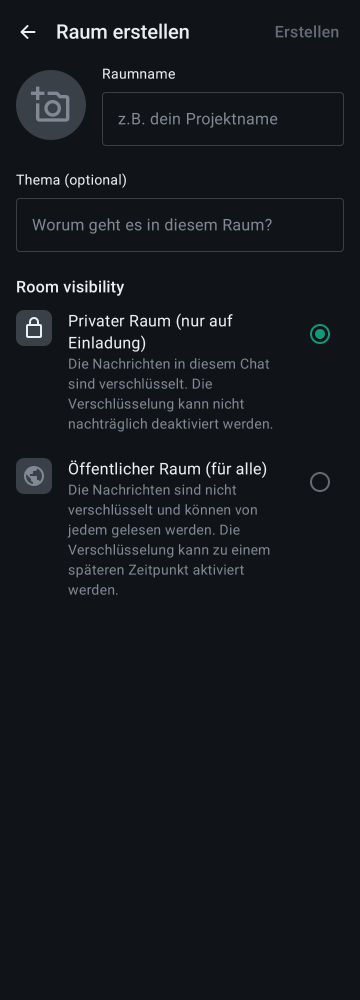 Raum erstellen
Erstellen
Raumname
z.B. dein Projektname
Thema (optional)
Worum geht es in diesem Raum?
Room visibility
Privater Raum (nur auf
Einladung)
Die Nachrichten in diesem Chat
sind verschlüsselt. Die
Verschlüsselung kann nicht
nachträglich deaktiviert werden.
Öffentlicher Raum (für alle)
Die Nachrichten sind nicht
verschlüsselt und können von
jedem gelesen werden. Die
Verschlüsselung kann zu einem
späteren Zeitpunkt aktiviert
werden.